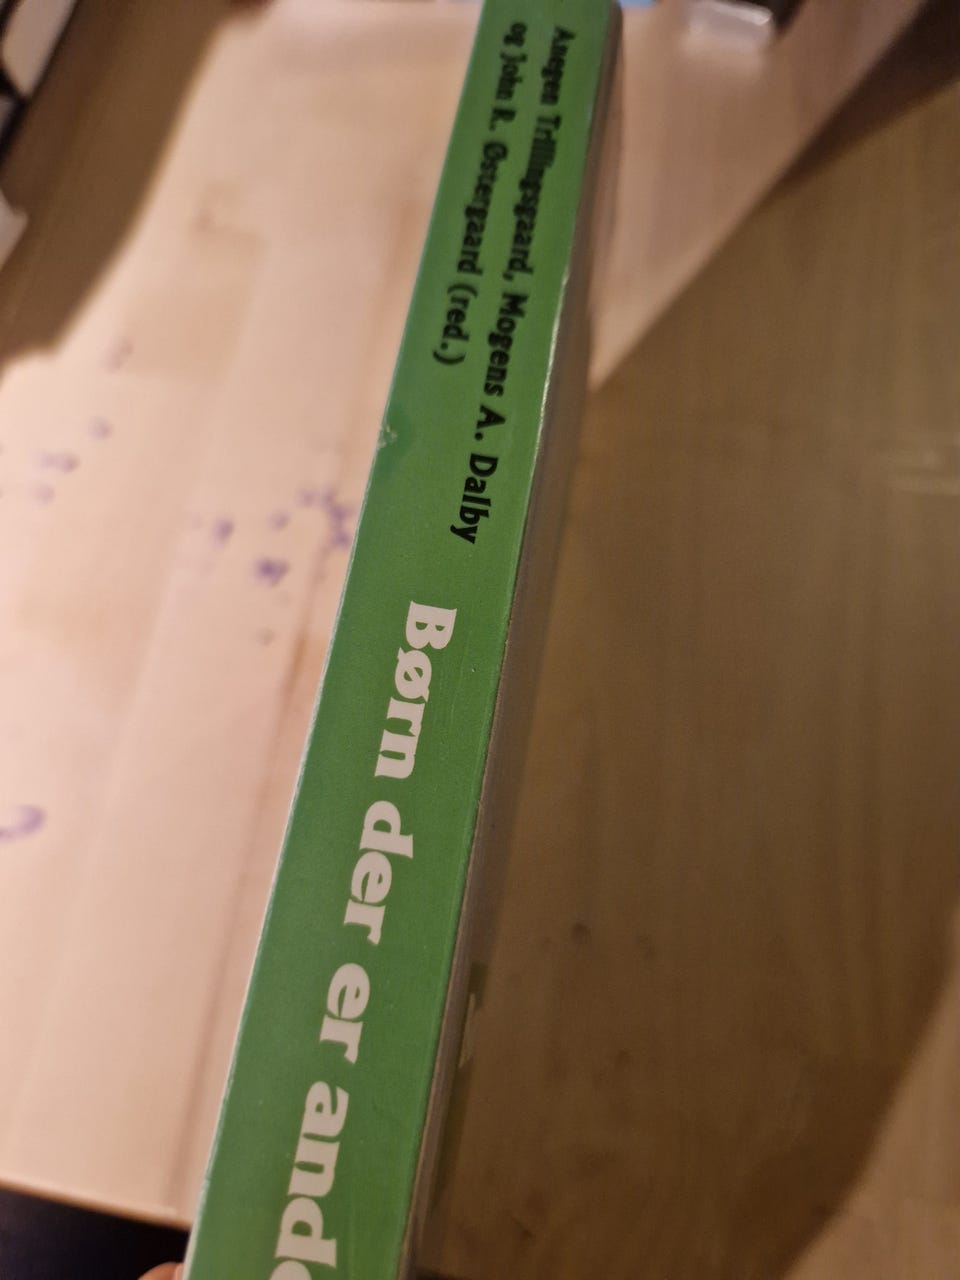 Anegen Trillingsgaard, Mogens A. Dalby
og John R. Østergaard (red.)
Børn der er ande